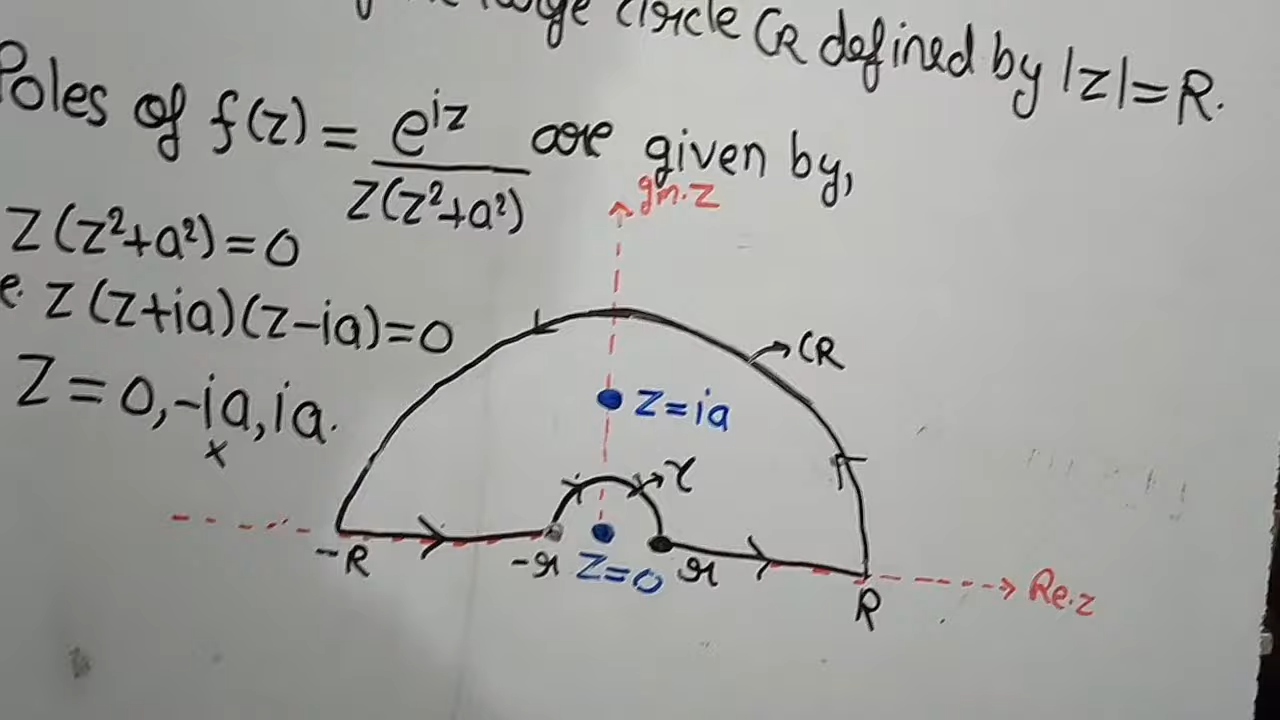 large circle CR defined by |z| = R.
Poles of f(z) = e^{iz} / z(z²+a²) are given by,
z(z²+a²) = 0
e. z(z+ia)(z-ia) = 0
z = 0, -ia, ia.
x
Im.z
CR
z = ia
r
-R
-r
z=0
r
R
Re.z